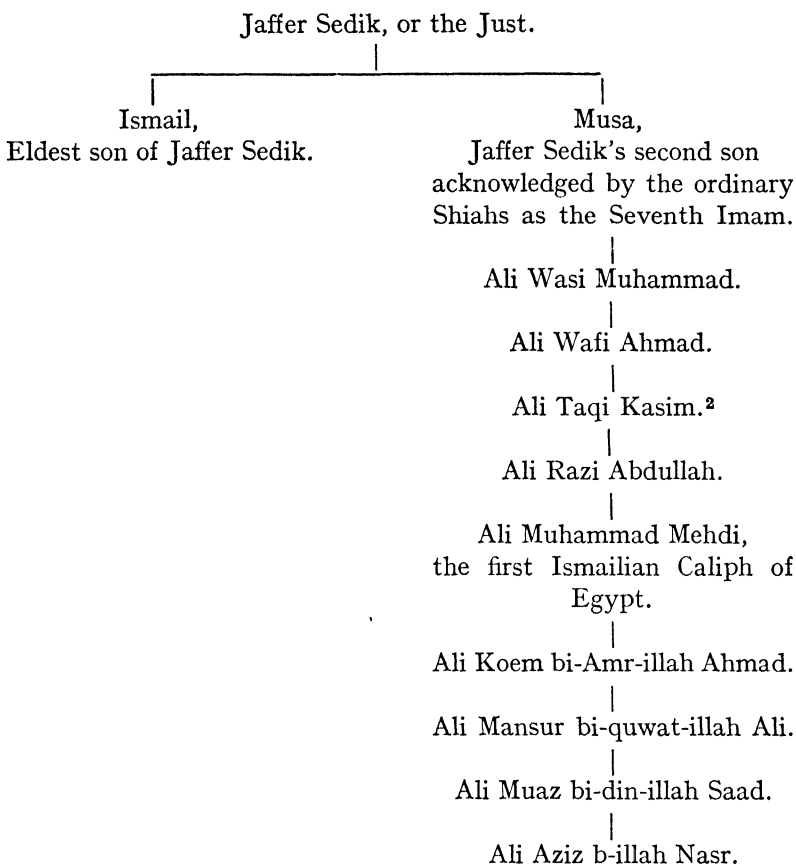 Jaffer Sedik, or the Just.
Ismail,
Eldest son of Jaffer Sedik.
Musa,
Jaffer Sedik's second son
acknowledged by the ordinary
Shiahs as the Seventh Imam.
Ali Wasi Muhammad.
Ali Wafi Ahmad.
Ali Taqi Kasim.²
Ali Razi Abdullah.
Ali Muhammad Mehdi,
the first Ismailian Caliph of
Egypt.
Ali Koem bi-Amr-illah Ahmad.
Ali Mansur bi-quwat-illah Ali.
Ali Muaz bi-din-illah Saad.
Ali Aziz b-illah Nasr.